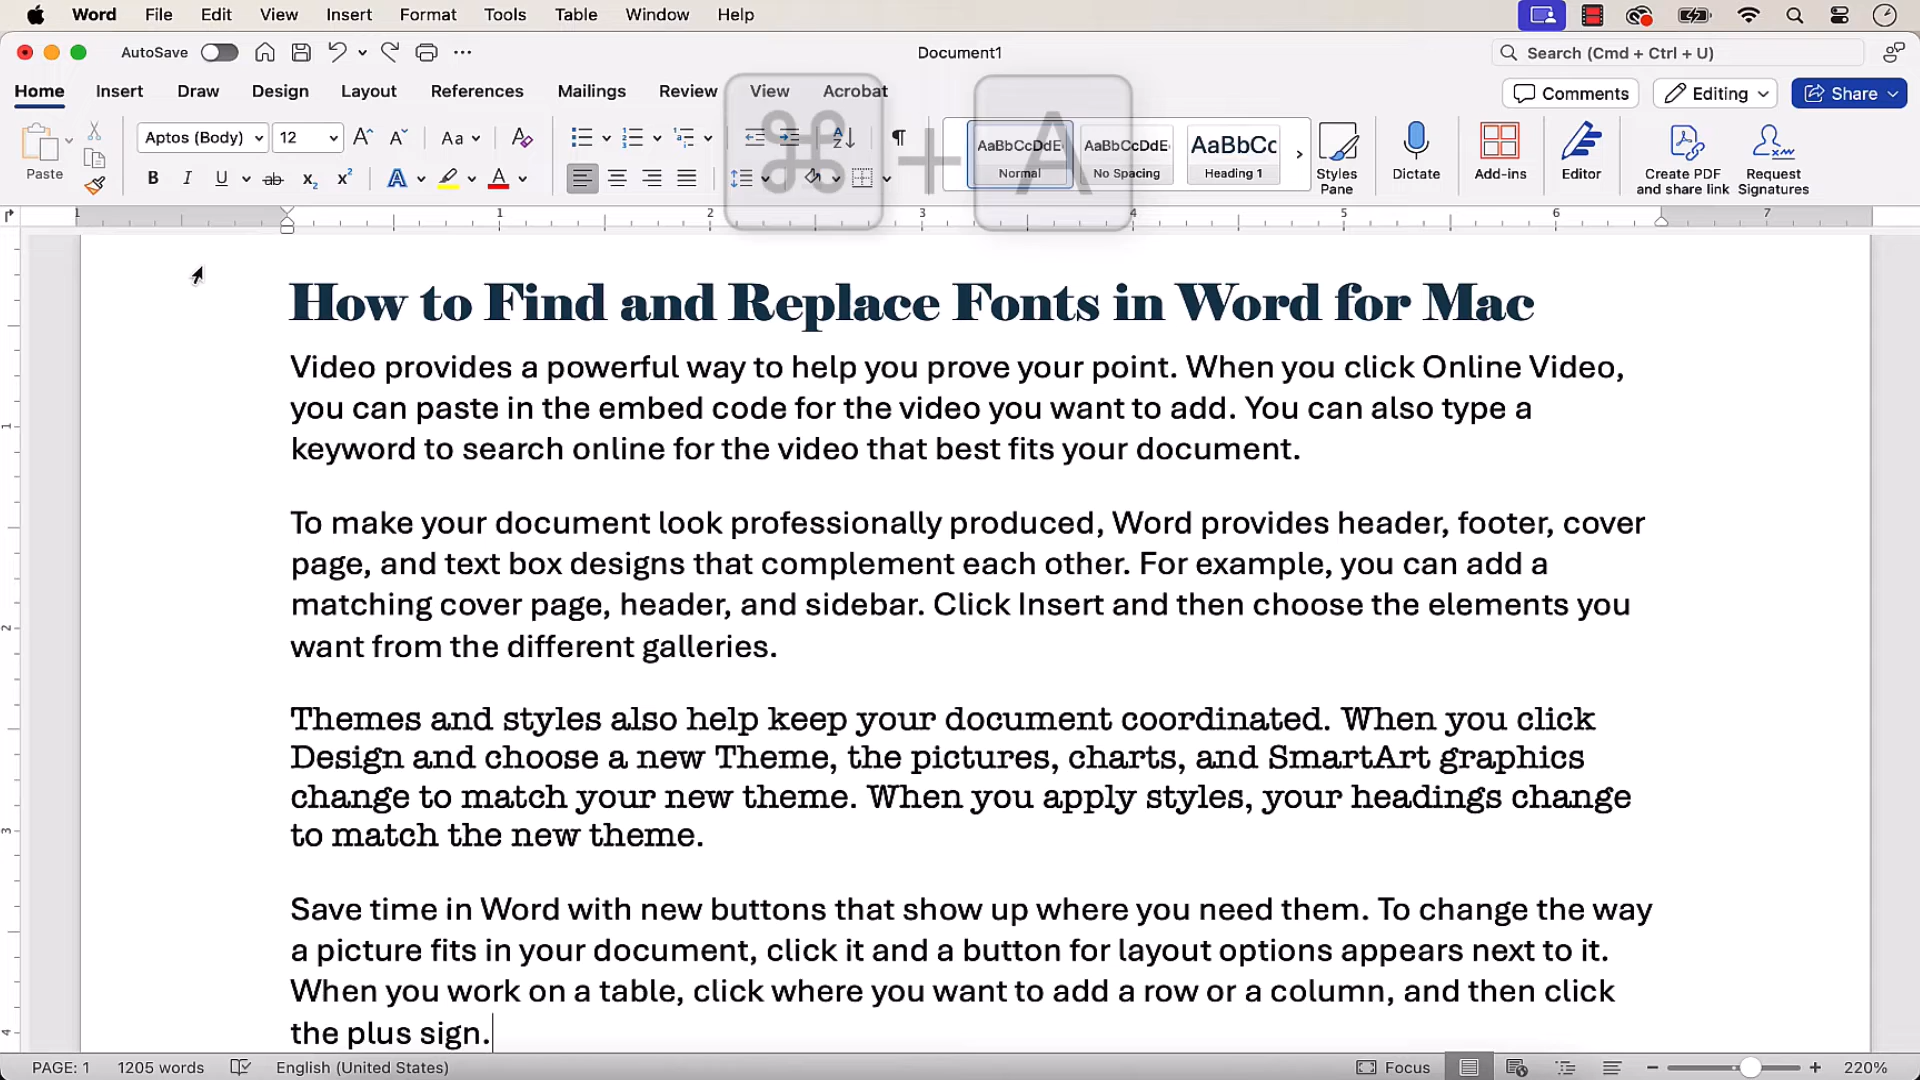 Word File Edit View Insert Format Tools Table Window Help
AutoSave Document1 Search (Cmd + Ctrl + U)
Home Insert Draw Design Layout References Mailings Review View Acrobat Comments Editing Share
Aptos (Body) 12 Aa AaBbCcDdE AaBbCcDdE AaBbCc
Paste B I U ab x₂ x² A A Normal No Spacing Heading 1 Styles Pane Dictate Add-ins Editor Create PDF and share link Request Signatures
⌘ + A
1 1 2 3 4 5 6 7
How to Find and Replace Fonts in Word for Mac
Video provides a powerful way to help you prove your point. When you click Online Video,
you can paste in the embed code for the video you want to add. You can also type a
keyword to search online for the video that best fits your document.
To make your document look professionally produced, Word provides header, footer, cover
page, and text box designs that complement each other. For example, you can add a
matching cover page, header, and sidebar. Click Insert and then choose the elements you
want from the different galleries.
Themes and styles also help keep your document coordinated. When you click
Design and choose a new Theme, the pictures, charts, and SmartArt graphics
change to match your new theme. When you apply styles, your headings change
to match the new theme.
Save time in Word with new buttons that show up where you need them. To change the way
a picture fits in your document, click it and a button for layout options appears next to it.
When you work on a table, click where you want to add a row or a column, and then click
the plus sign.
1
2
3
4
PAGE: 1 1205 words English (United States) Focus 220%